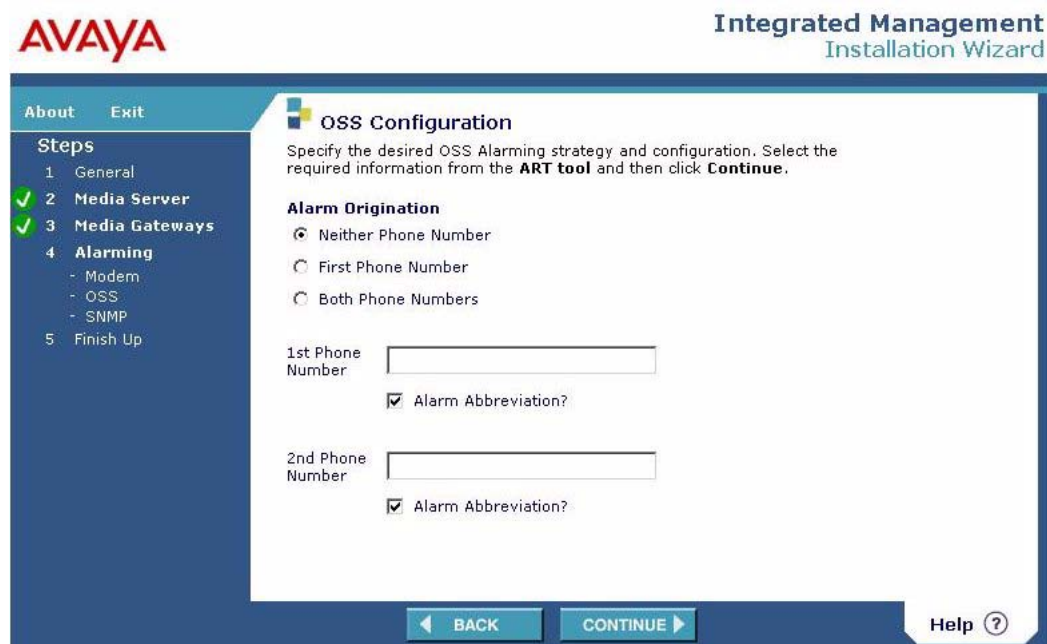 AVAYA
Integrated Management
Installation Wizard
About Exit
Steps
1 General
2 Media Server
3 Media Gateways
4 Alarming
- Modem
- OSS
- SNMP
5 Finish Up
OSS Configuration
Specify the desired OSS Alarming strategy and configuration. Select the
required information from the ART tool and then click Continue.
Alarm Origination
Neither Phone Number
First Phone Number
Both Phone Numbers
1st Phone
Number
Alarm Abbreviation?
2nd Phone
Number
Alarm Abbreviation?
BACK
CONTINUE
Help ?